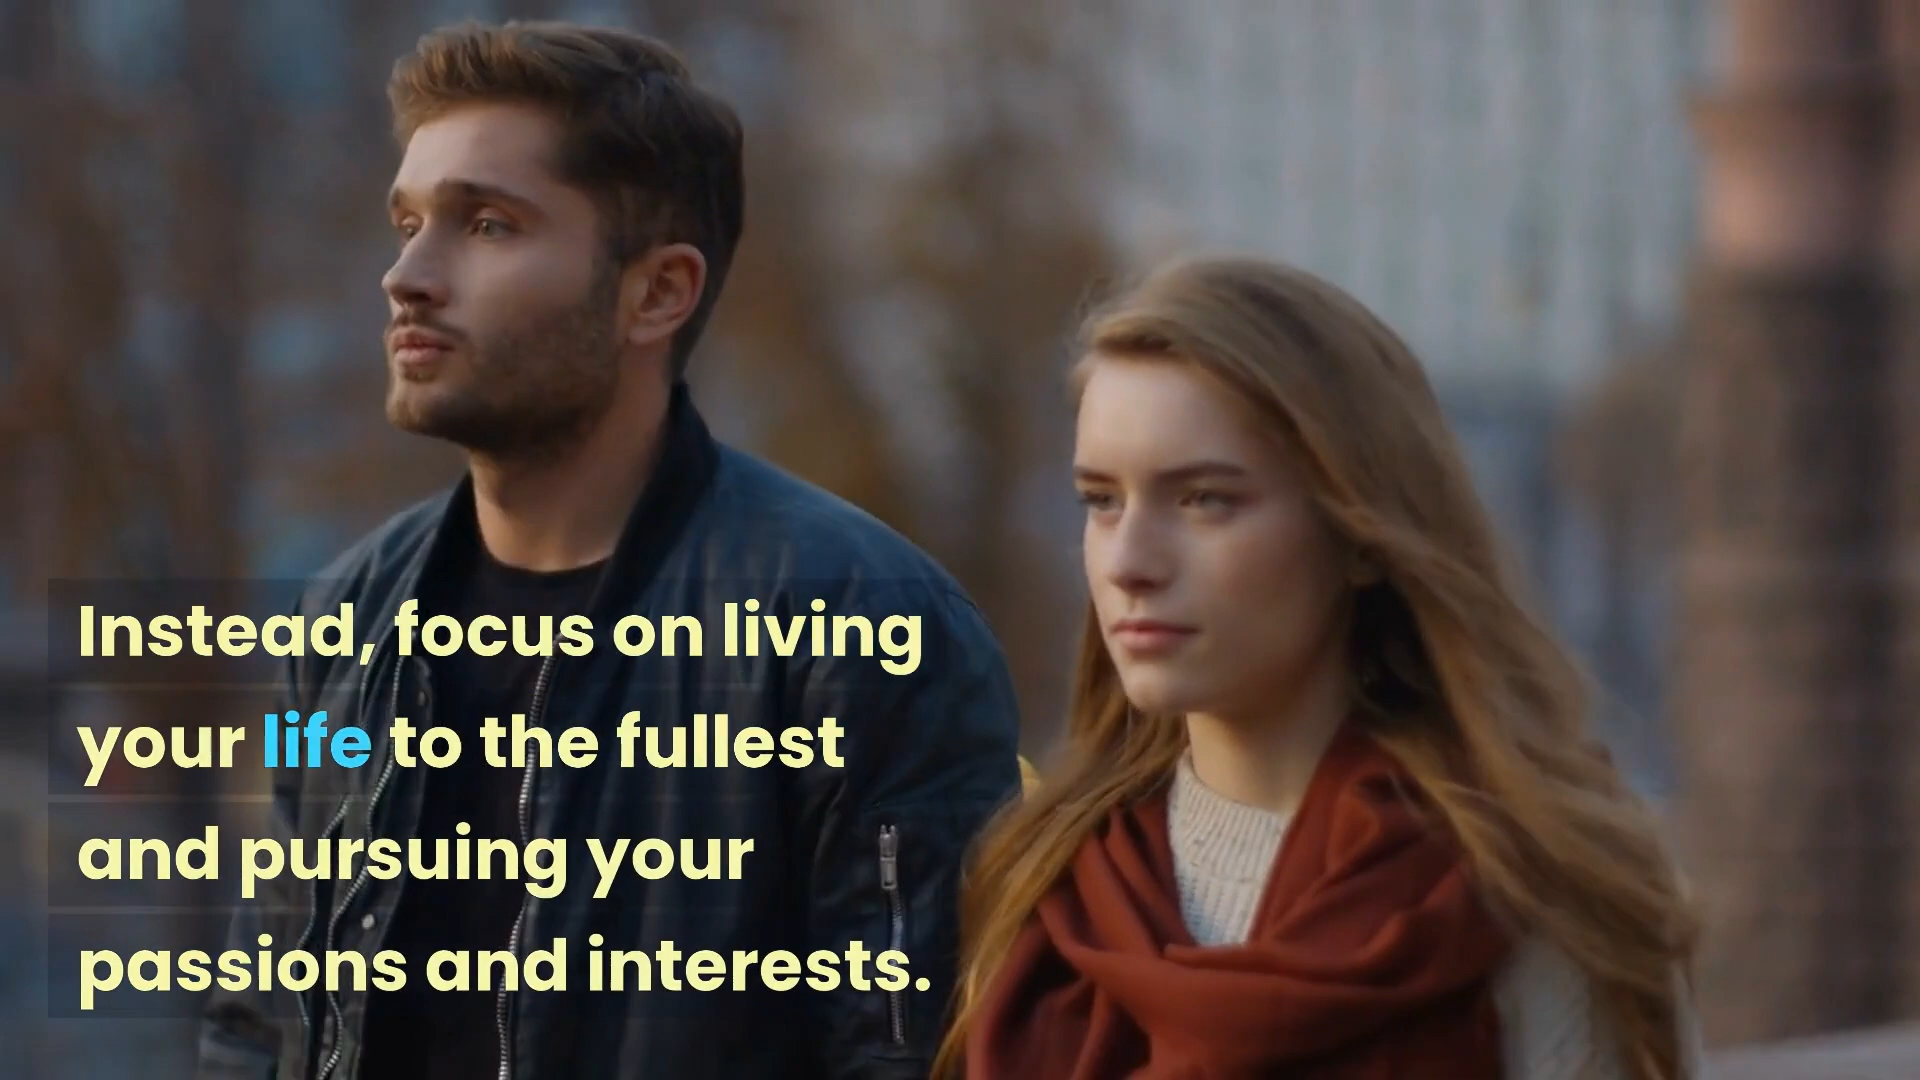 Instead, focus on living
your life to the fullest
and pursuing your
passions and interests.